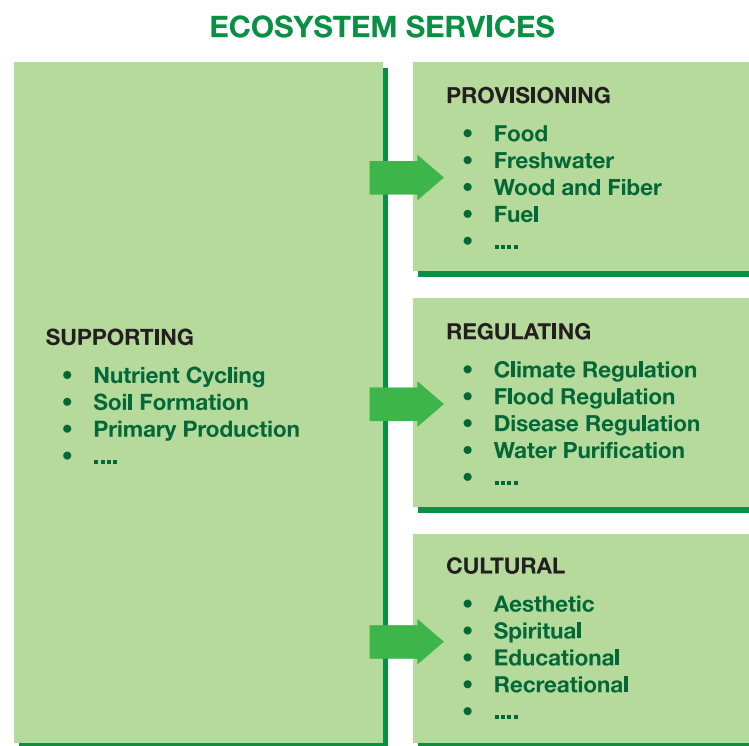 ECOSYSTEM SERVICES
SUPPORTING
• Nutrient Cycling
• Soil Formation
• Primary Production
• ....
PROVISIONING
• Food
• Freshwater
• Wood and Fiber
• Fuel
• ....
REGULATING
• Climate Regulation
• Flood Regulation
• Disease Regulation
• Water Purification
• ....
CULTURAL
• Aesthetic
• Spiritual
• Educational
• Recreational
• ....